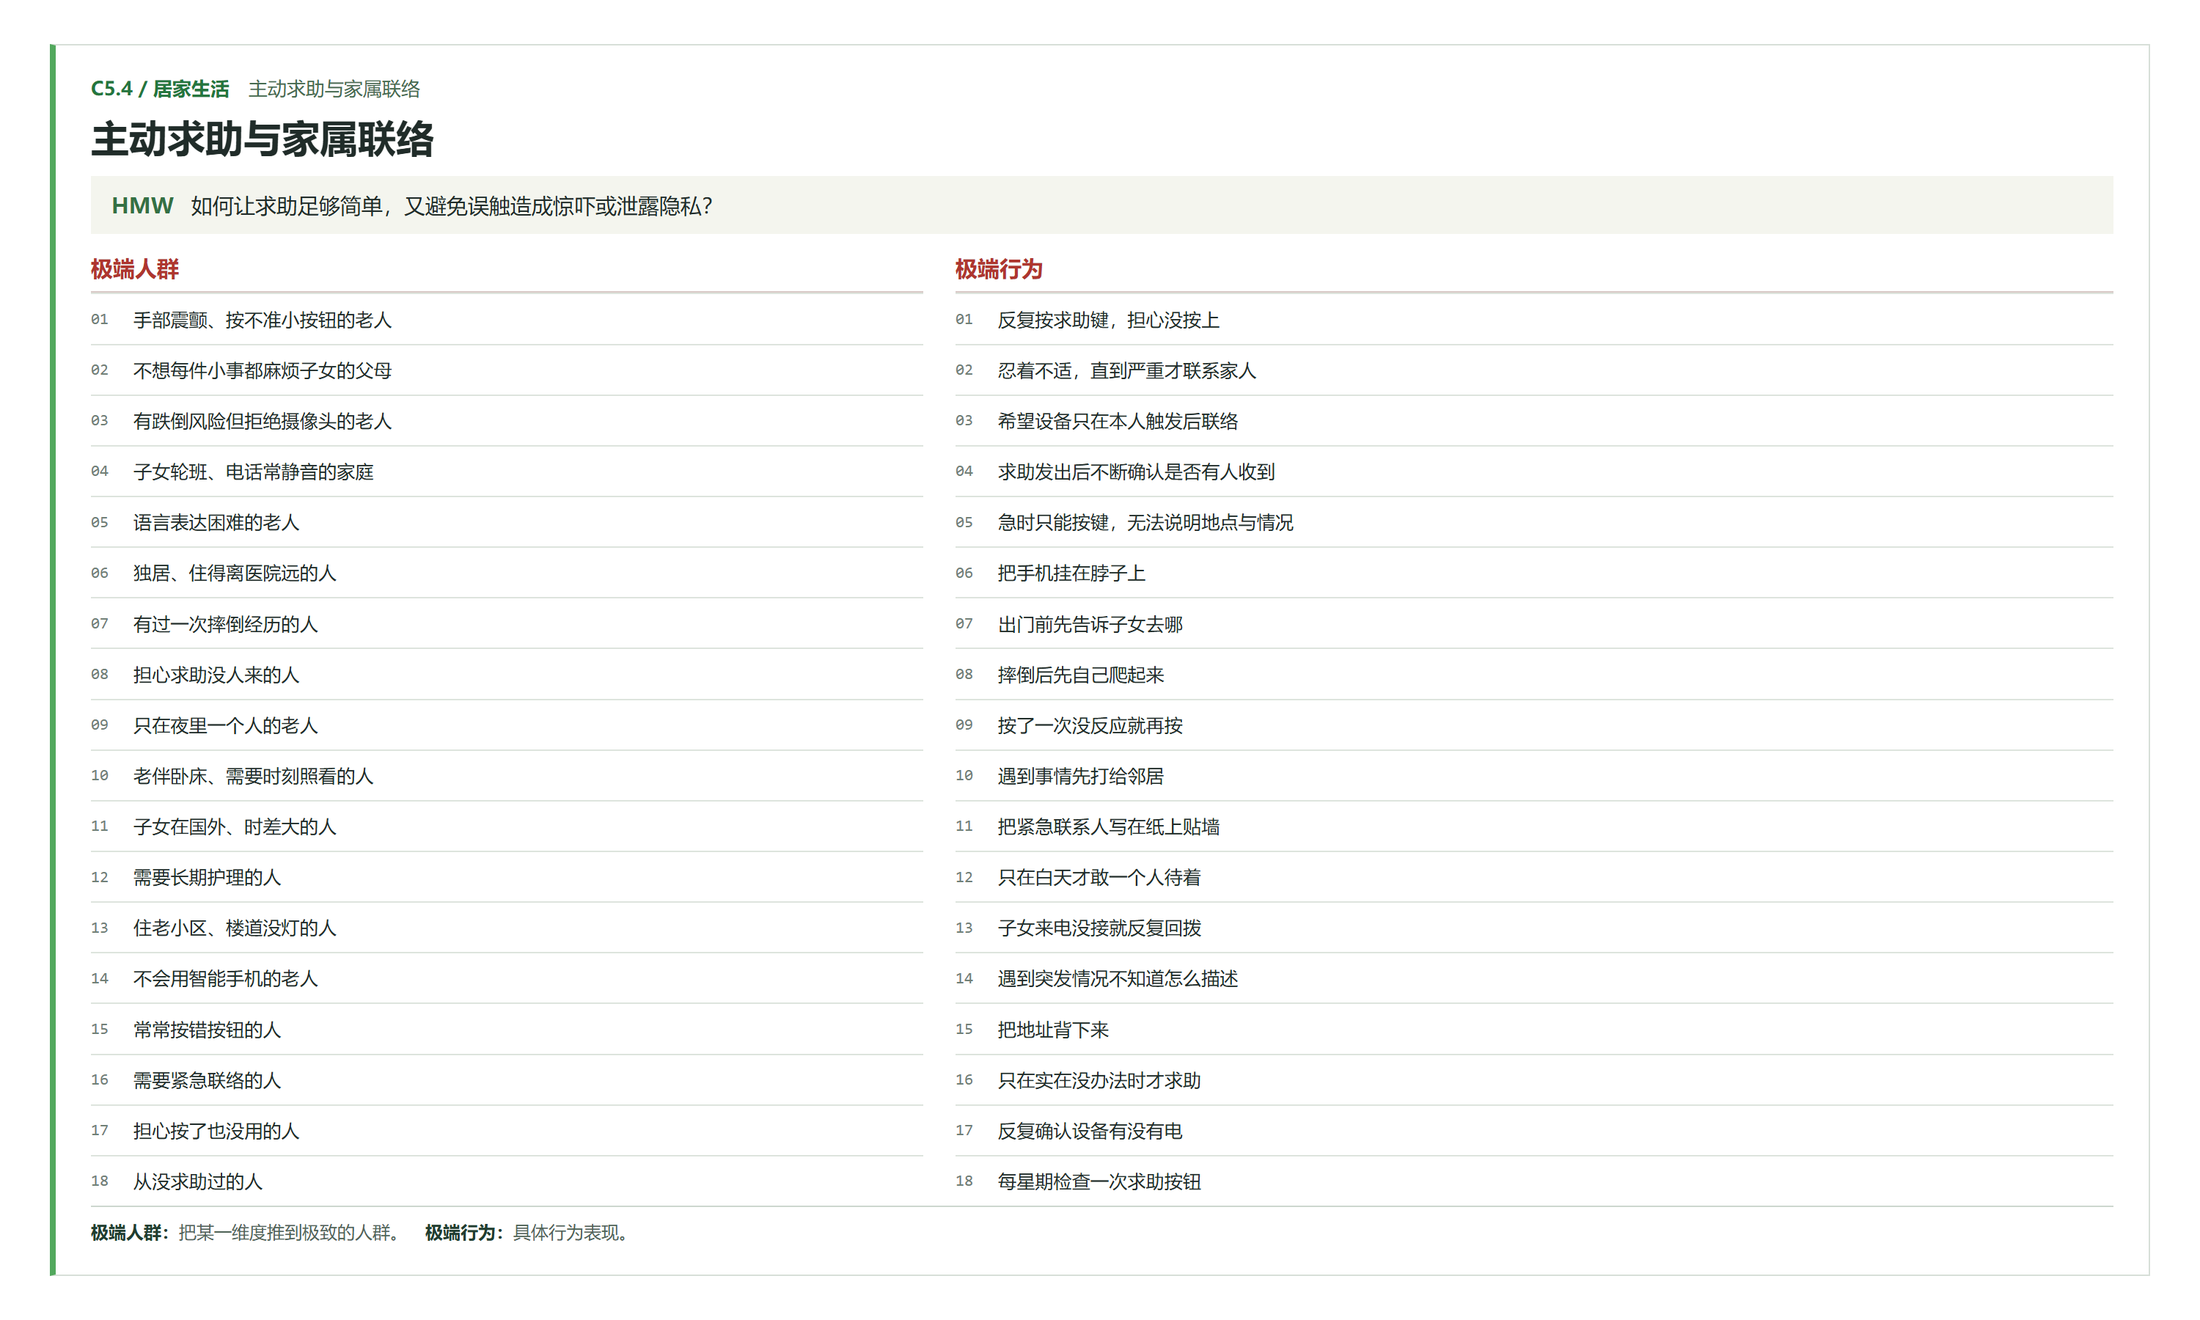 C5.4 / 居家生活 主动求助与家属联络
主动求助与家属联络
HMW 如何让求助足够简单，又避免误触造成惊吓或泄露隐私？
极端人群
01 手部震颤、按不准小按钮的老人
02 不想每件小事都麻烦子女的父母
03 有跌倒风险但拒绝摄像头的老人
04 子女轮班、电话常静音的家庭
05 语言表达困难的老人
06 独居、住得离医院远的人
07 有过一次摔倒经历的人
08 担心求助没人来的人
09 只在夜里一个人的老人
10 老伴卧床、需要时刻照看的人
11 子女在国外、时差大的人
12 需要长期护理的人
13 住老小区、楼道没灯的人
14 不会用智能手机的老人
15 常常按错按钮的人
16 需要紧急联络的人
17 担心按了也没用的人
18 从没求助过的人
极端行为
01 反复按求助键，担心没按上
02 忍着不适，直到严重才联系家人
03 希望设备只在本人触发后联络
04 求助发出后不断确认是否有人收到
05 急时只能按键，无法说明地点与情况
06 把手机挂在脖子上
07 出门前先告诉子女去哪
08 摔倒后先自己爬起来
09 按了一次没反应就再按
10 遇到事情先打给邻居
11 把紧急联系人写在纸上贴墙
12 只在白天才敢一个人待着
13 子女来电没接就反复回拨
14 遇到突发情况不知道怎么描述
15 把地址背下来
16 只在实在没办法时才求助
17 反复确认设备有没有电
18 每星期检查一次求助按钮
极端人群：把某一维度推到极致的人群。 极端行为：具体行为表现。